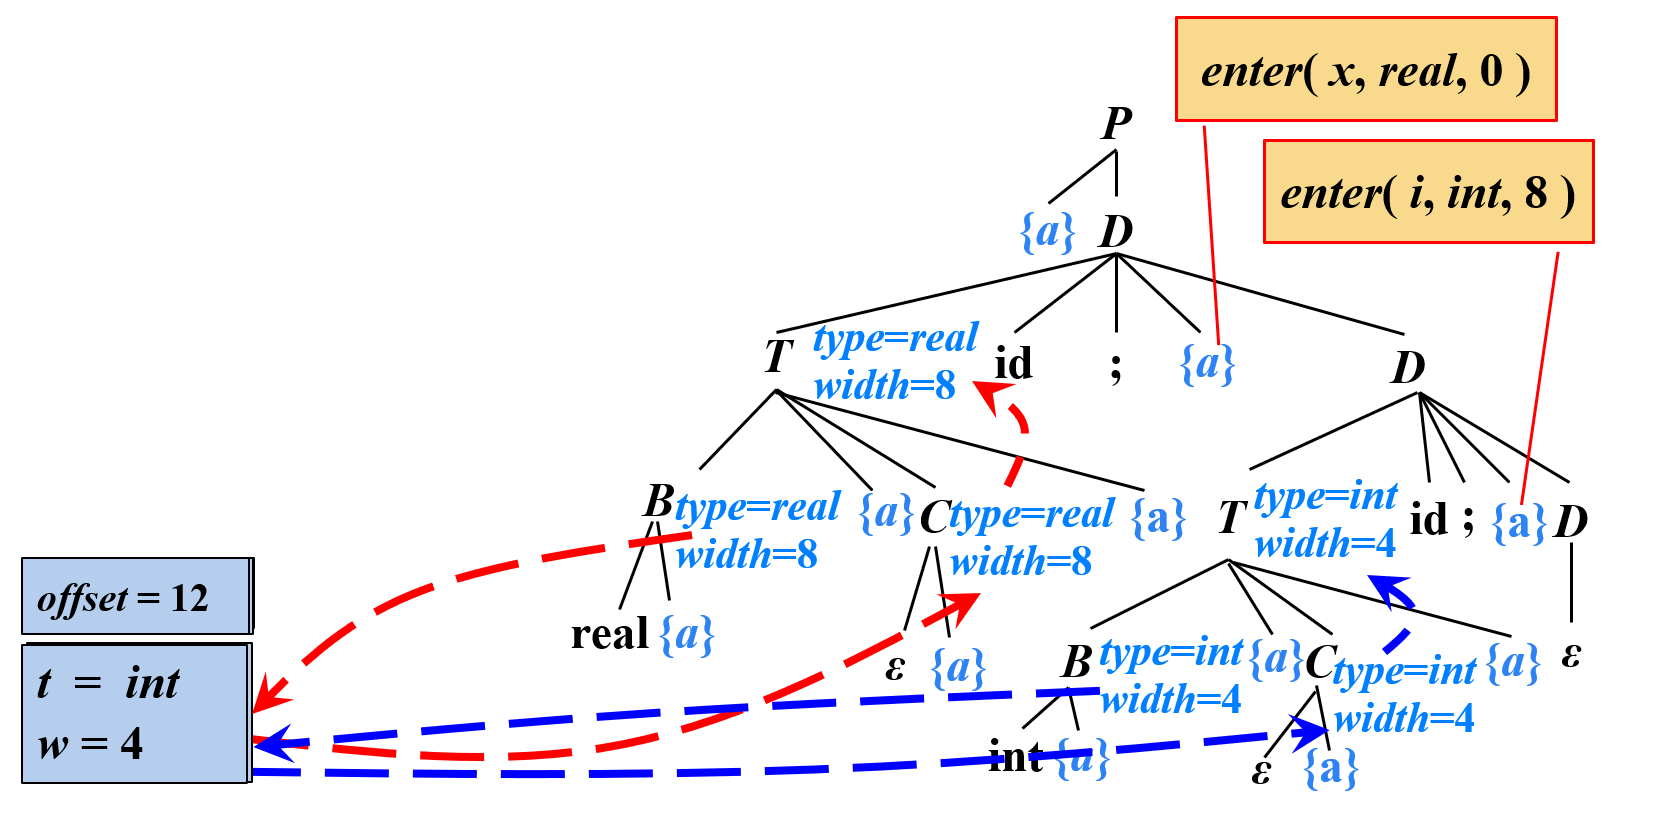 enter( x, real, 0 )
P
enter( i, int, 8 )
{a} D
T type=real
width=8
id ; {a} D
B type=real
width=8
{a} C type=real
width=8
{a} T type=int
width=4
id ; {a} D
offset = 12
real {a} ε {a} B type=int
width=4
{a} C type=int
width=4
{a} ε
t = int
w = 4
int {a} ε {a}